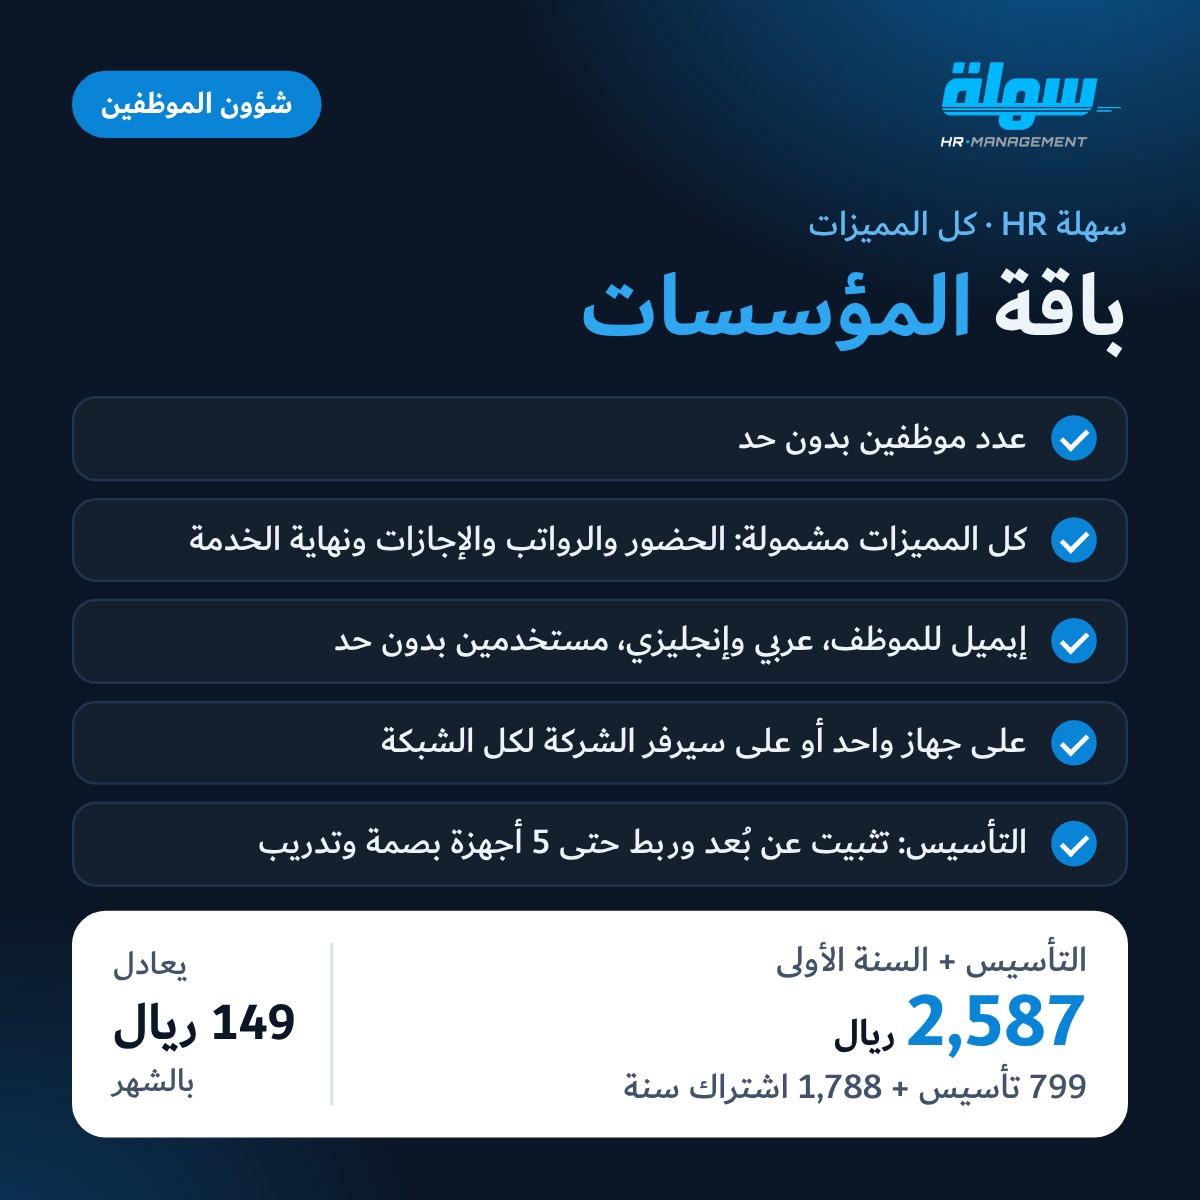 سهلة
HR·MANAGEMENT
شؤون الموظفين
سهلة HR · كل المميزات
باقة المؤسسات
عدد موظفين بدون حد
كل المميزات مشمولة: الحضور والرواتب والإجازات ونهاية الخدمة
إيميل للموظف، عربي وإنجليزي، مستخدمين بدون حد
على جهاز واحد أو على سيرفر الشركة لكل الشبكة
التأسيس: تثبيت عن بُعد وربط حتى 5 أجهزة بصمة وتدريب
التأسيس + السنة الأولى
2,587 ريال
799 تأسيس + 1,788 اشتراك سنة
يعادل
149 ريال
بالشهر